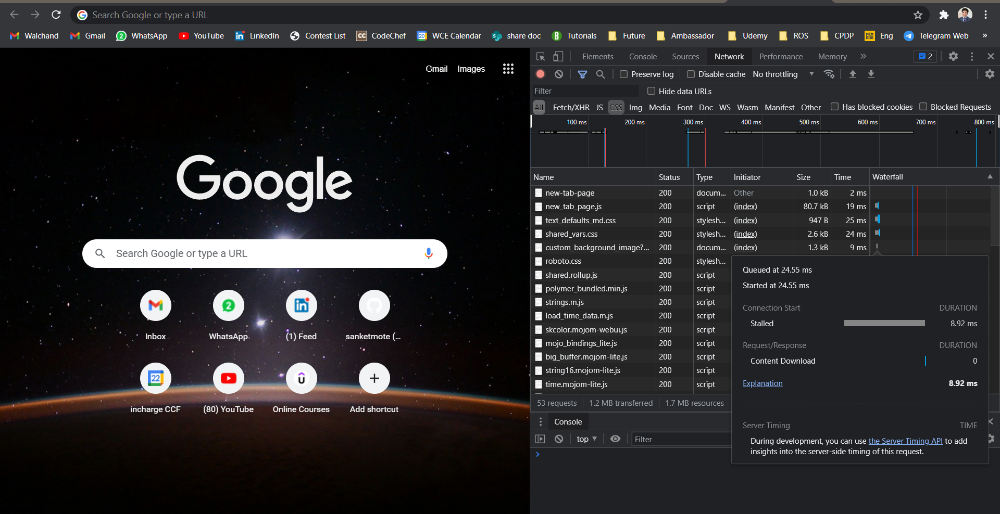 Search Google or type a URL
Walchand Gmail 2 WhatsApp YouTube in LinkedIn Contest List CC CodeChef 20 WCE Calendar S share doc B Tutorials Future Ambassador Udemy ROS CPDP MEM RISE Eng Telegram Web »
Gmail Images
Google
Search Google or type a URL
2 in
Inbox WhatsApp (1) Feed sanketmote (...
22 u
incharge CCF (80) YouTube Online Courses Add shortcut
Elements Console Sources Network Performance Memory » 2
Preserve log Disable cache No throttling
Filter Hide data URLs
All Fetch/XHR JS CSS Img Media Font Doc WS Wasm Manifest Other Has blocked cookies Blocked Requests
100 ms 200 ms 300 ms 400 ms 500 ms 600 ms 700 ms 800 ms
Name Status Type Initiator Size Time Waterfall
new-tab-page 200 docum... Other 1.0 kB 2 ms
new_tab_page.js 200 script (index) 80.7 kB 19 ms
text_defaults_md.css 200 stylesh... (index) 947 B 25 ms
shared_vars.css 200 stylesh... (index) 2.6 kB 24 ms
custom_background_image?... 200 docum... (index) 1.3 kB 9 ms
roboto.css 200 stylesh...
shared.rollup.js 200 script
polymer_bundled.min.js 200 script
strings.m.js 200 script
load_time_data.m.js 200 script
skcolor.mojom-webui.js 200 script
mojo_bindings_lite.js 200 script
big_buffer.mojom-lite.js 200 script
string16.mojom-lite.js 200 script
time.mojom-lite.js 200 script
53 requests 1.2 MB transferred 1.7 MB resources
Queued at 24.55 ms
Started at 24.55 ms
Connection Start DURATION
Stalled 8.92 ms
Request/Response DURATION
Content Download 0
Explanation 8.92 ms
Server Timing TIME
During development, you can use the Server Timing API to add
insights into the server-side timing of this request.
Console
top Filter